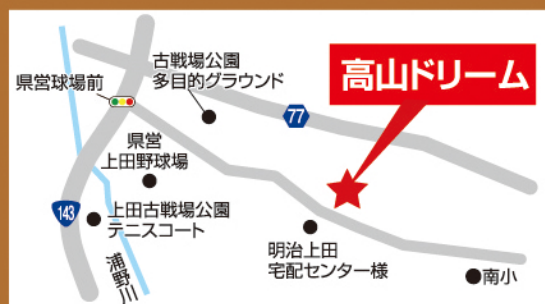 県営球場前
古戦場公園
多目的グラウンド
高山ドリーム
77
県営
上田野球場
143
上田古戦場公園
テニスコート
浦野川
明治上田
宅配センター様
南小